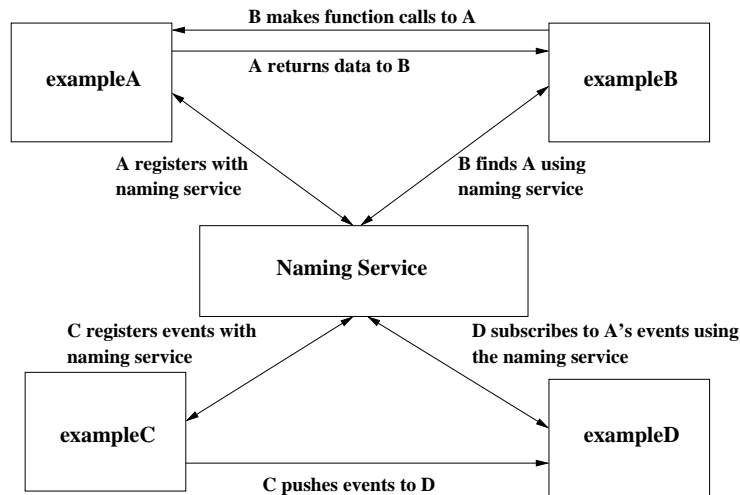 B makes function calls to A
exampleA
exampleB
A returns data to B
A registers with
naming service
B finds A using
naming service
Naming Service
C registers events with
naming service
D subscribes to A's events using
the naming service
exampleC
exampleD
C pushes events to D